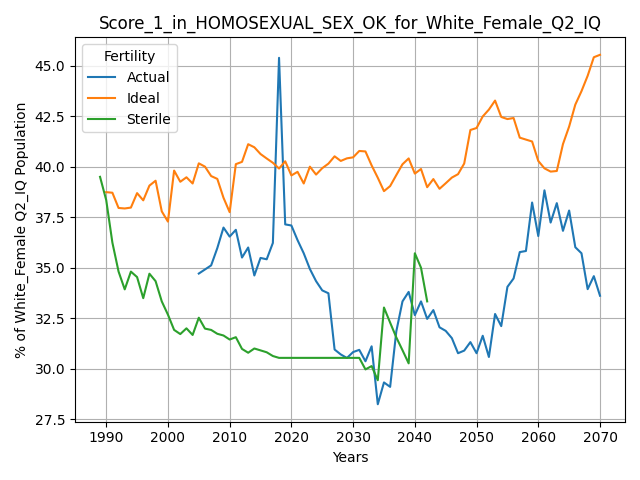 Score_1_in_HOMOSEXUAL_SEX_OK_for_White_Female_Q2_IQ
Fertility
Actual
Ideal
Sterile
% of White_Female Q2_IQ Population
45.0
42.5
40.0
37.5
35.0
32.5
30.0
27.5
1990 2000 2010 2020 2030 2040 2050 2060 2070
Years